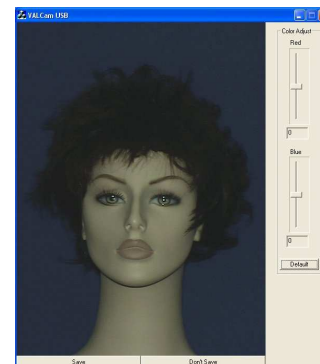 VALCam USB
Color Adjust
Red
0
Blue
0
Default
Save
Don't Save